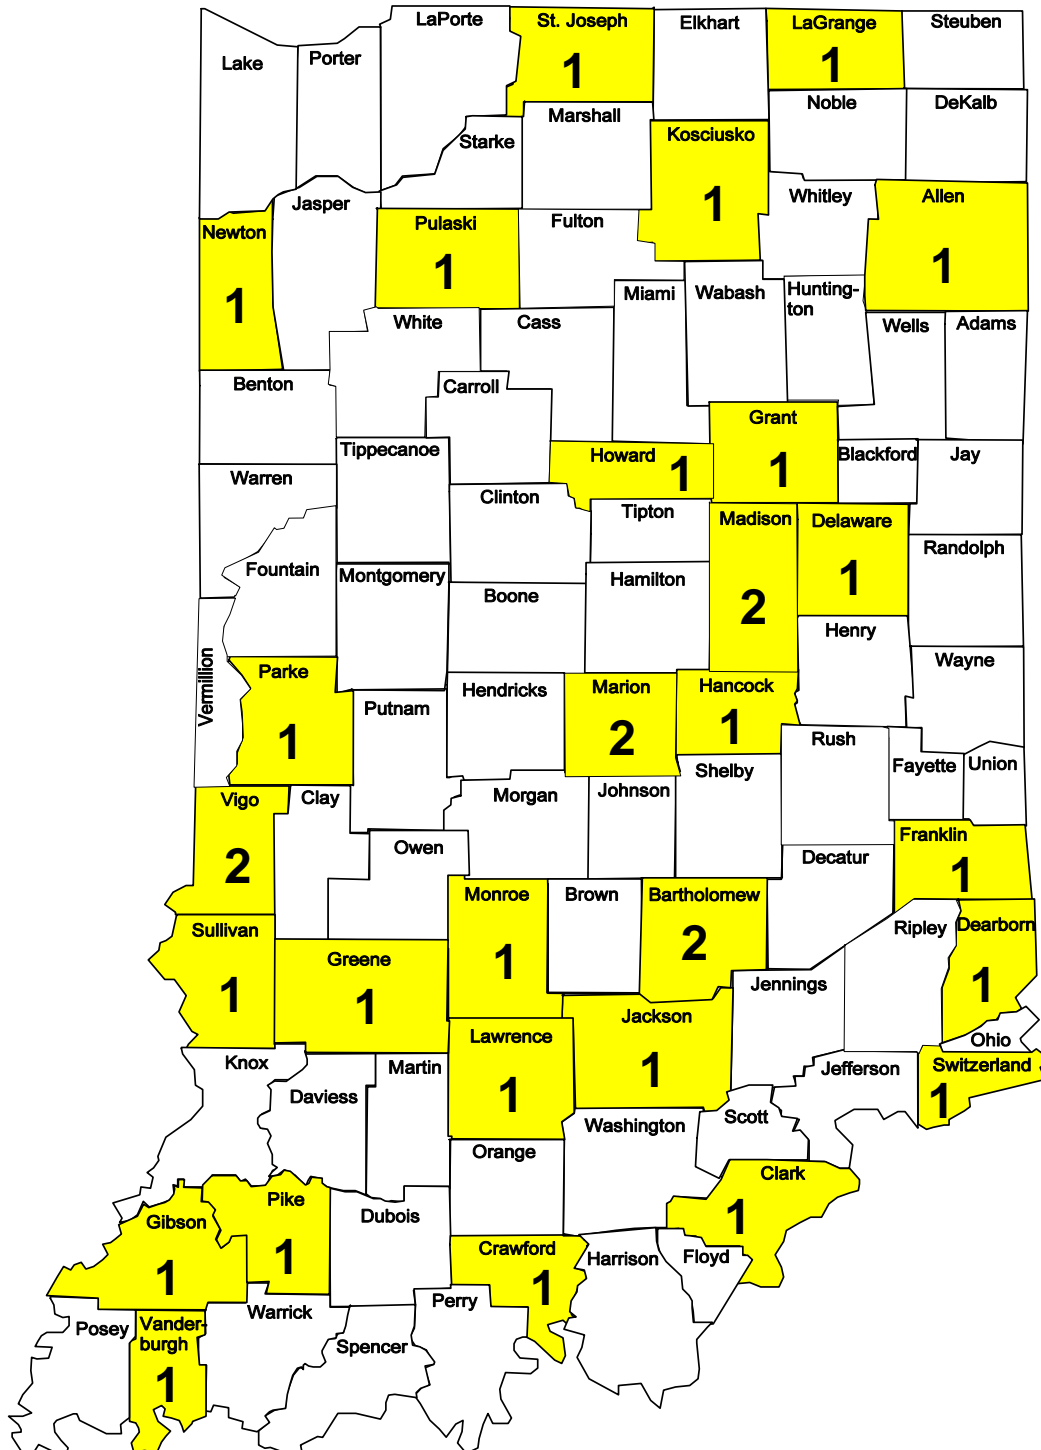 LaPorte
St. Joseph
1
Elkhart
LaGrange
1
Steuben
Lake
Porter
Noble
DeKalb
Marshall
Starke
Kosciusko
1
Whitley
Allen
1
Jasper
Newton
1
Pulaski
1
Fulton
Miami
Wabash
Hunting-
ton
White
Cass
Wells
Adams
Benton
Carroll
Grant
1
Tippecanoe
Howard 1
Blackford
Jay
Warren
Clinton
Tipton
Madison
2
Delaware
1
Randolph
Fountain
Montgomery
Boone
Hamilton
Henry
Wayne
Vermillion
Parke
1
Putnam
Hendricks
Marion
2
Hancock
1
Rush
Fayette
Union
Shelby
Vigo
2
Clay
Morgan
Johnson
Owen
Decatur
Franklin
1
Monroe
1
Brown
Bartholomew
2
Sullivan
1
Greene
1
Ripley
Dearborn
1
Jennings
Jackson
1
Lawrence
1
Ohio
Knox
Martin
Daviess
Jefferson
Switzerland
1
Washington
Scott
Orange
Clark
1
Pike
1
Gibson
1
Dubois
Crawford
1
Harrison
Floyd
Perry
Warrick
Posey
Vander-
burgh
1
Spencer